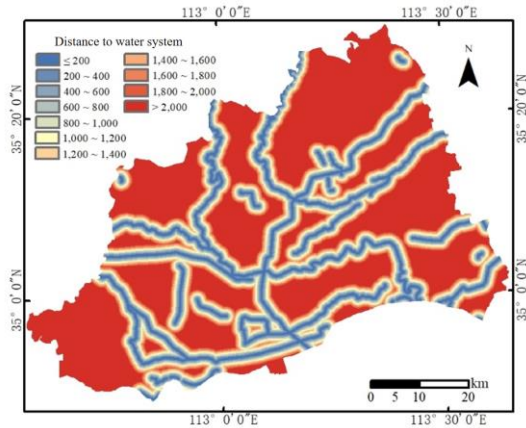 113° 0′ 0″E
113° 30′ 0″E
Distance to water system
≤ 200
200 ~ 400
400 ~ 600
600 ~ 800
800 ~ 1,000
1,000 ~ 1,200
1,200 ~ 1,400
1,400 ~ 1,600
1,600 ~ 1,800
1,800 ~ 2,000
> 2,000
N
35° 20′ 0″N
35° 20′ 0″N
35° 0′ 0″N
35° 0′ 0″N
km
0 5 10 20
113° 0′ 0″E
113° 30′ 0″E